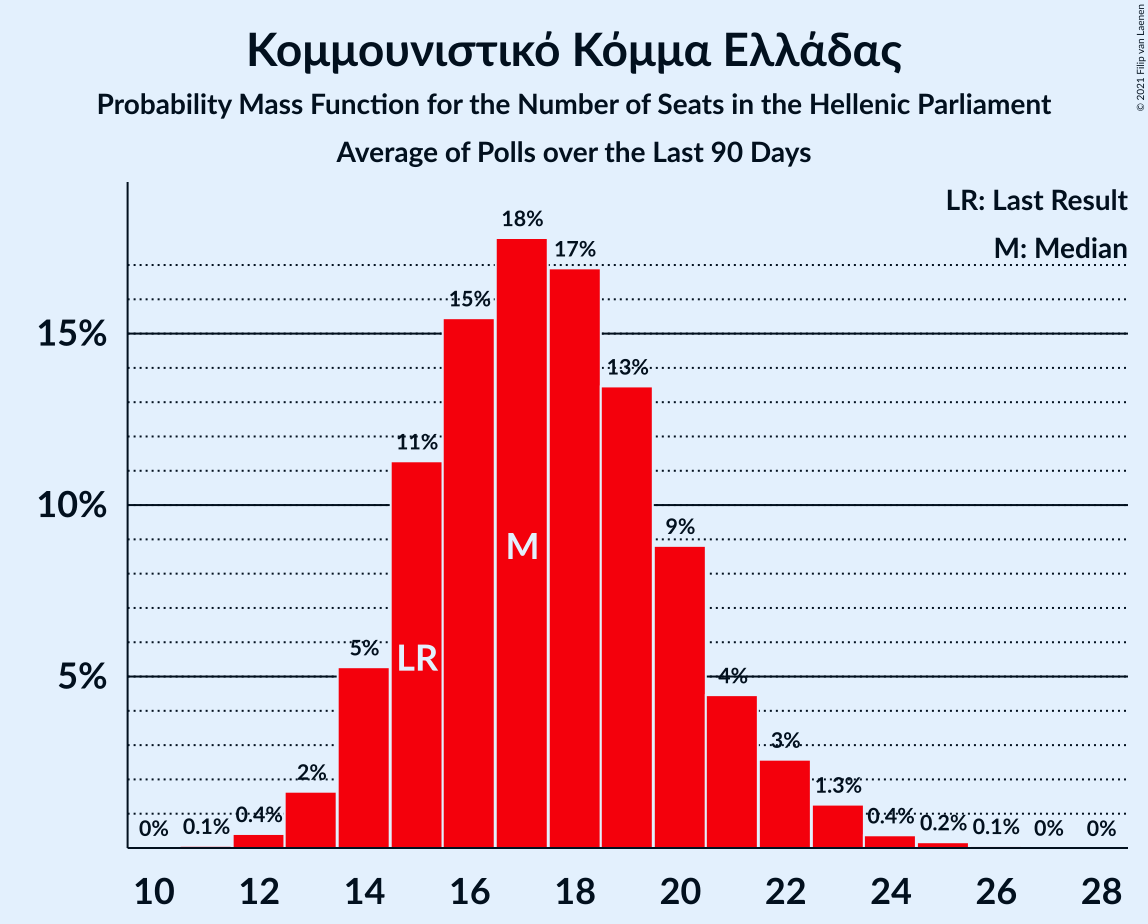 Κομμουνιστικό Κόμμα Ελλάδας
Probability Mass Function for the Number of Seats in the Hellenic Parliament
Average of Polls over the Last 90 Days
© 2021 Filip van Laenen
LR: Last Result
M: Median
15%
10%
5%
0%
0.1%
0.4%
2%
5%
11%
15%
18%
17%
13%
9%
4%
3%
1.3%
0.4%
0.2%
0.1%
0%
0%
LR
M
10 12 14 16 18 20 22 24 26 28